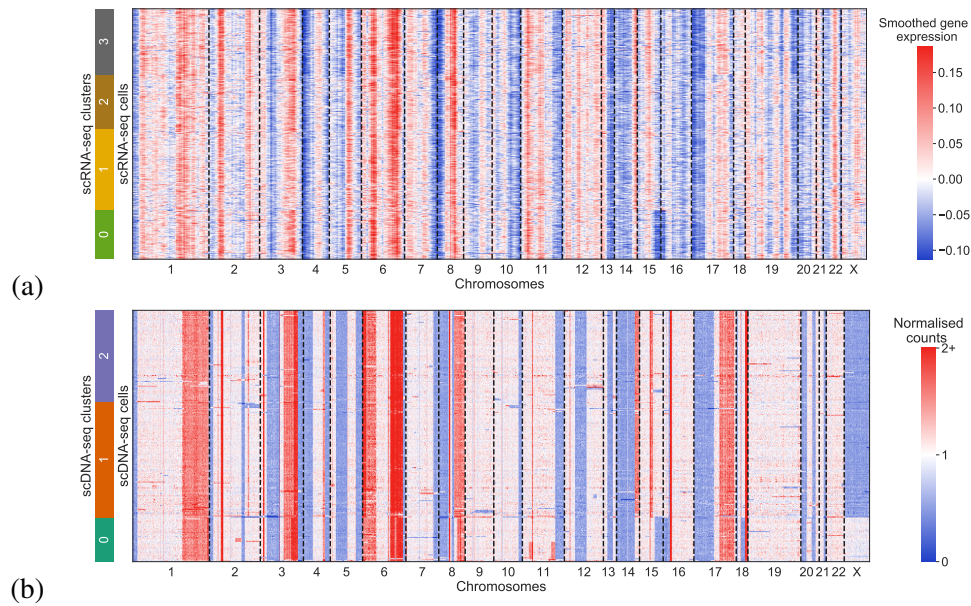 3
2
1
0
scRNA-seq clusters
scRNA-seq cells
Smoothed gene
expression
0.15
0.10
0.05
0.00
−0.05
−0.10
1 2 3 4 5 6 7 8 9 10 11 12 13 14 15 16 17 18 19 20 21 22 X
Chromosomes
(a)
2
1
0
scDNA-seq clusters
scDNA-seq cells
Normalised
counts
2+
1
0
1 2 3 4 5 6 7 8 9 10 11 12 13 14 15 16 17 18 19 20 21 22 X
Chromosomes
(b)